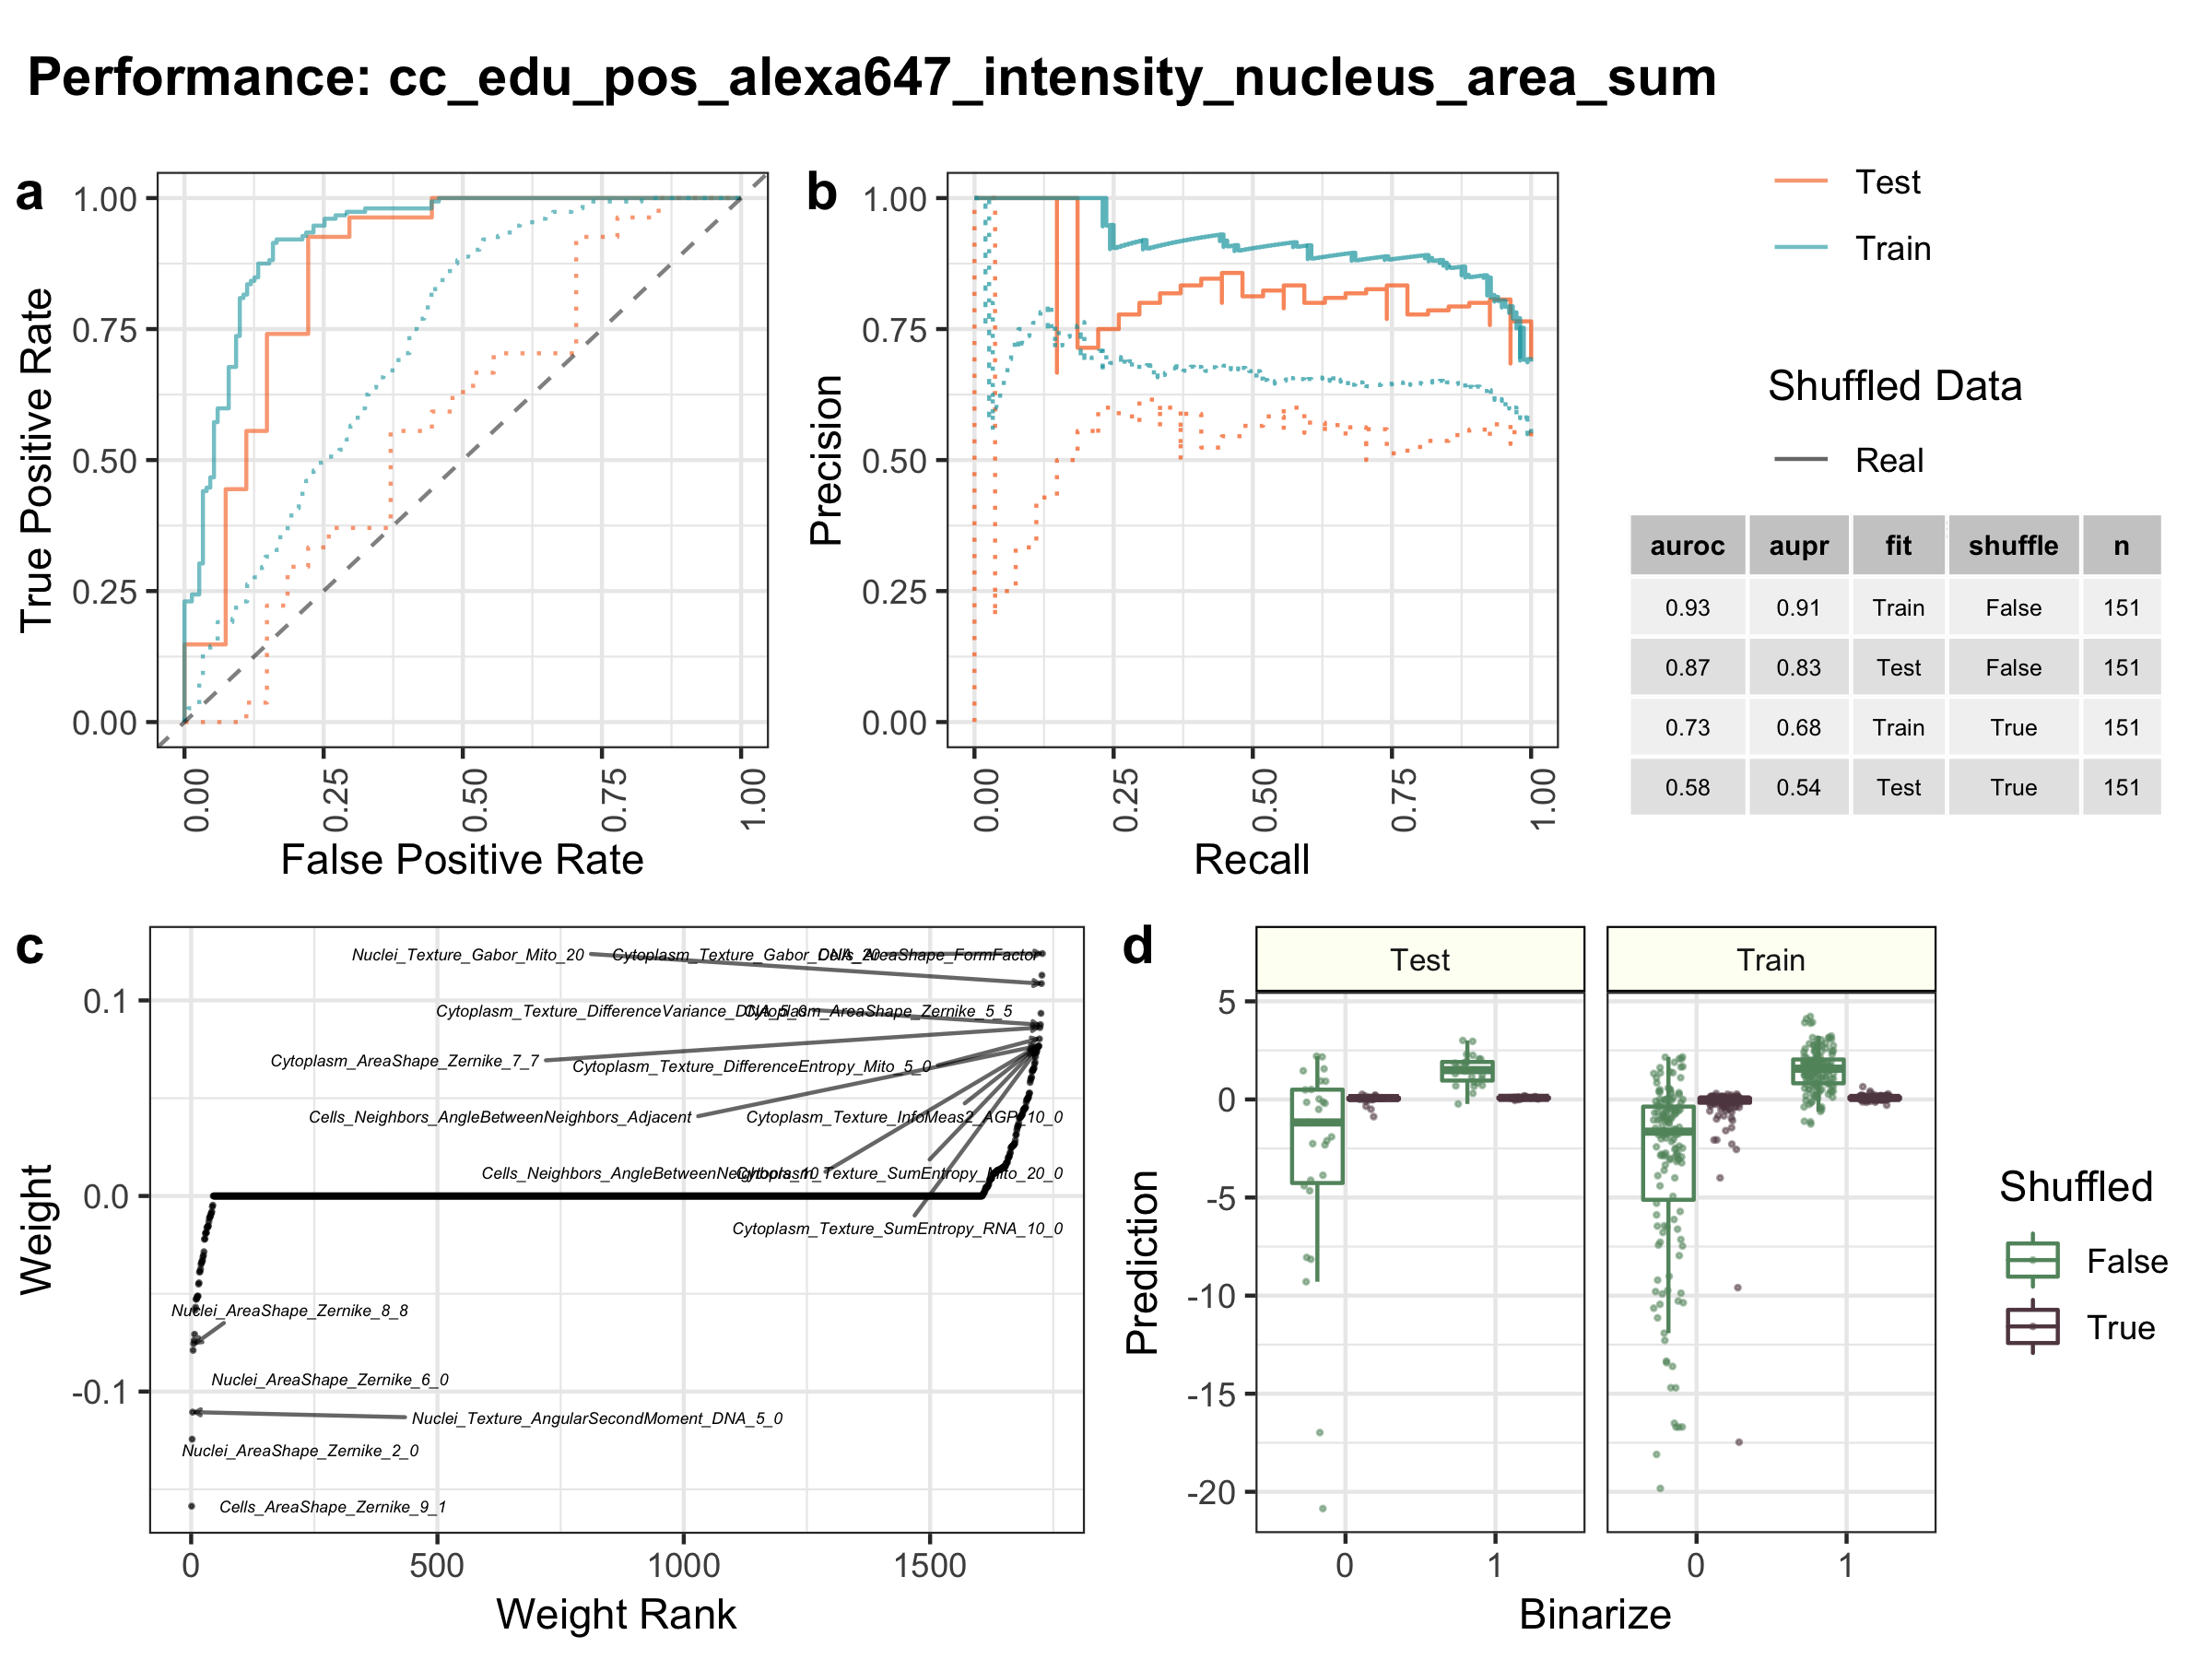 Performance: cc_edu_pos_alexa647_intensity_nucleus_area_sum
a
1.00
0.75
0.50
0.25
0.00
True Positive Rate
0.00
0.25
0.50
0.75
1.00
False Positive Rate
b
1.00
0.75
0.50
0.25
0.00
Precision
0.00
0.25
0.50
0.75
1.00
Recall
Test
Train
Shuffled Data
Real
auroc aupr fit shuffle n
0.93 0.91 Train False 151
0.87 0.83 Test False 151
0.73 0.68 Train True 151
0.58 0.54 Test True 151
c
0.1
0.0
-0.1
Weight
Nuclei_Texture_Gabor_Mito_20
Cytoplasm_Texture_Gabor_DNA_20
Cells_AreaShape_FormFactor
Cytoplasm_Texture_DifferenceVariance_DNA_5_0
Cytoplasm_AreaShape_Zernike_5_5
Cytoplasm_AreaShape_Zernike_7_7
Cytoplasm_Texture_DifferenceEntropy_Mito_5_0
Cells_Neighbors_AngleBetweenNeighbors_Adjacent
Cytoplasm_Texture_InfoMeas2_AGP_10_0
Cells_Neighbors_AngleBetweenNeighbors_10
Cytoplasm_Texture_SumEntropy_Mito_20_0
Cytoplasm_Texture_SumEntropy_RNA_10_0
Nuclei_AreaShape_Zernike_8_8
Nuclei_AreaShape_Zernike_6_0
Nuclei_Texture_AngularSecondMoment_DNA_5_0
Nuclei_AreaShape_Zernike_2_0
Cells_AreaShape_Zernike_9_1
0
500
1000
1500
Weight Rank
d
Test
Train
5
0
-5
-10
-15
-20
Prediction
0
1
0
1
Binarize
Shuffled
False
True